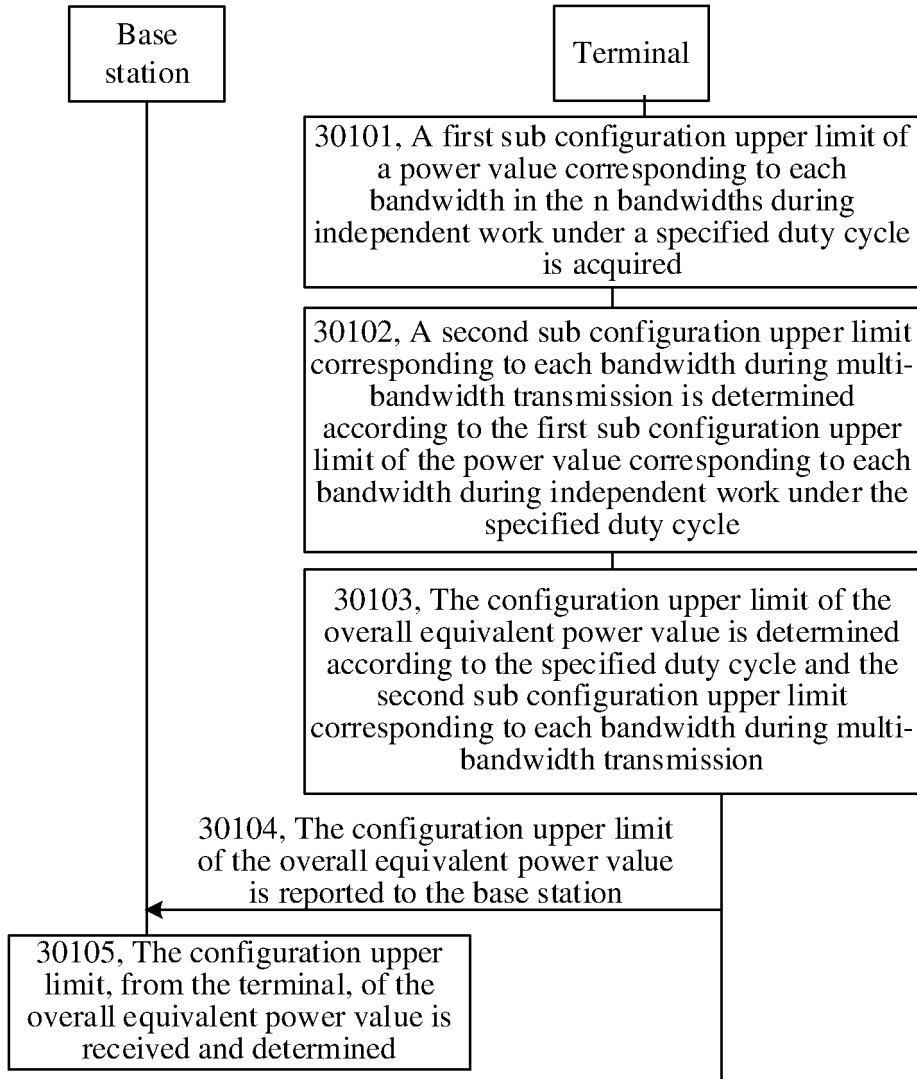 Base
station
Terminal
30101, A first sub configuration upper limit of
a power value corresponding to each
bandwidth in the n bandwidths during
independent work under a specified duty cycle
is acquired
30102, A second sub configuration upper limit
corresponding to each bandwidth during multi-
bandwidth transmission is determined
according to the first sub configuration upper
limit of the power value corresponding to each
bandwidth during independent work under the
specified duty cycle
30103, The configuration upper limit of the
overall equivalent power value is determined
according to the specified duty cycle and the
second sub configuration upper limit
corresponding to each bandwidth during multi-
bandwidth transmission
30104, The configuration upper limit
of the overall equivalent power value
is reported to the base station
30105, The configuration upper
limit, from the terminal, of the
overall equivalent power value is
received and determined